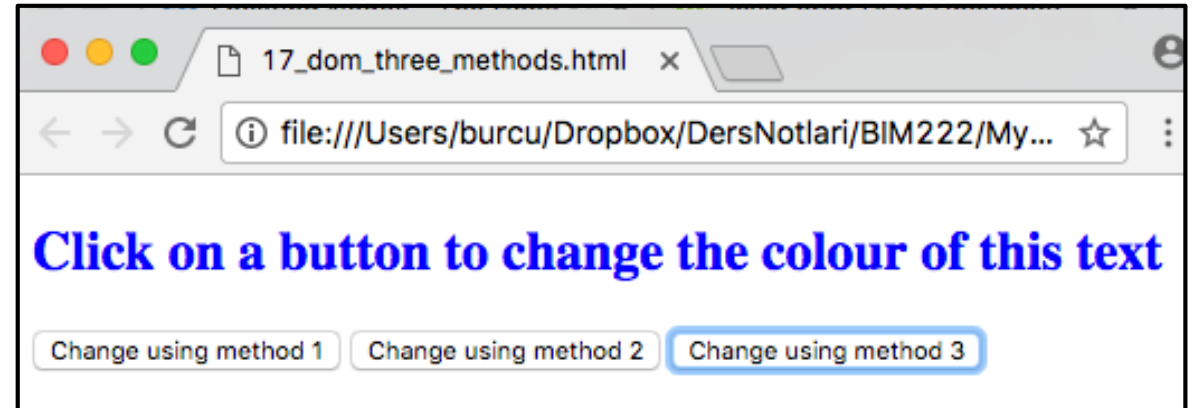 17_dom_three_methods.html
file:///Users/burcu/Dropbox/DersNotlari/BIM222/My...
Click on a button to change the colour of this text
Change using method 1 Change using method 2 Change using method 3